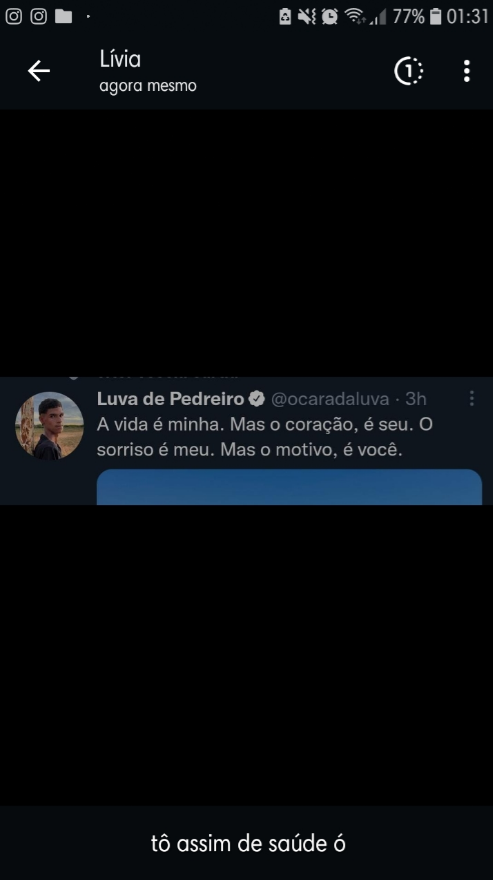 77% 01:31
Lívia
agora mesmo
1
Luva de Pedreiro @ocaradaluva · 3h
A vida é minha. Mas o coração, é seu. O
sorriso é meu. Mas o motivo, é você.
tô assim de saúde ó